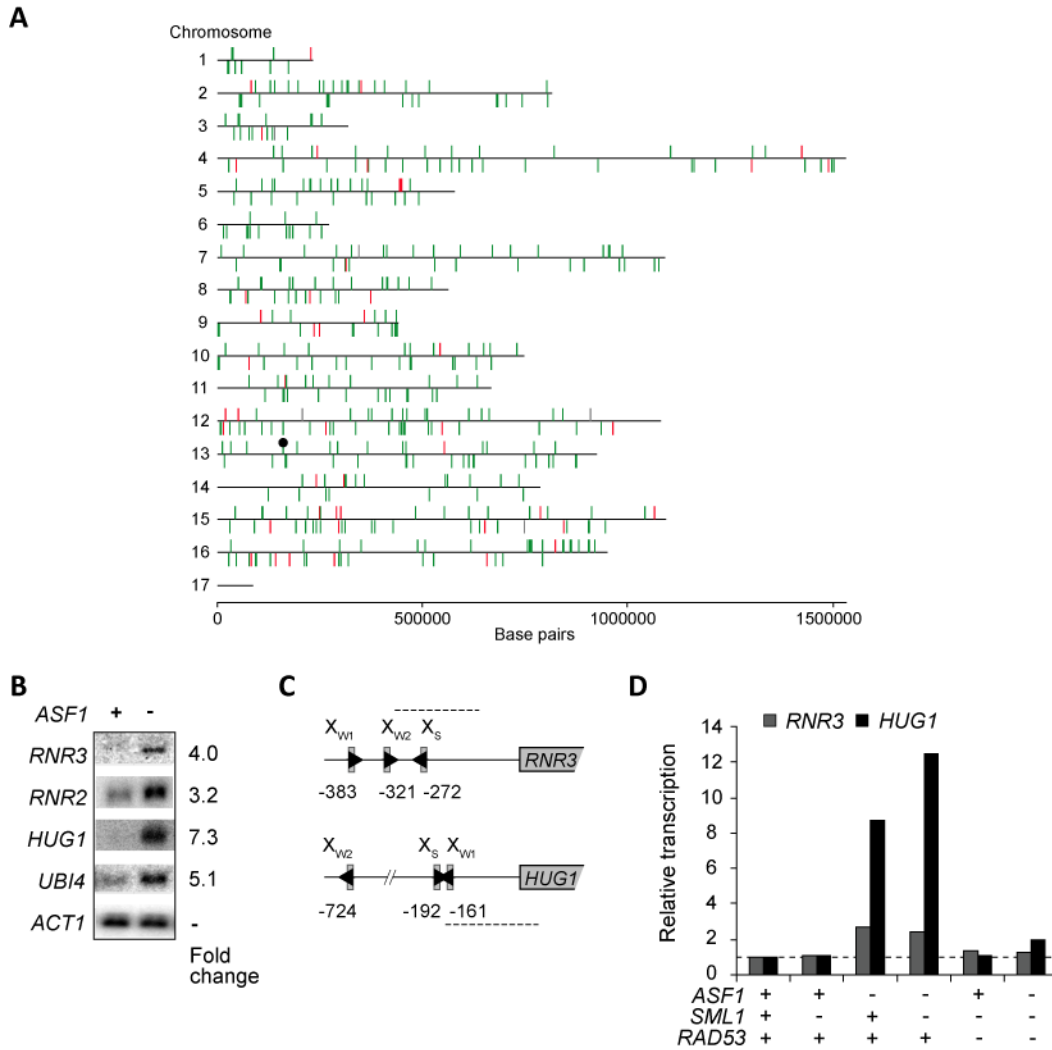 A
Chromosome
1
2
3
4
5
6
7
8
9
10
11
12
13
14
15
16
17
0 500000 1000000 1500000
Base pairs
B
ASF1 + -
RNR3 4.0
RNR2 3.2
HUG1 7.3
UBI4 5.1
ACT1 -
Fold
change
C
XW1 XW2 XS
RNR3
-383 -321 -272
XW2 XS XW1
HUG1
-724 -192 -161
D
RNR3 HUG1
Relative transcription
14
12
10
8
6
4
2
0
ASF1 + + - - + -
SML1 + - + - - -
RAD53 + + + + - -